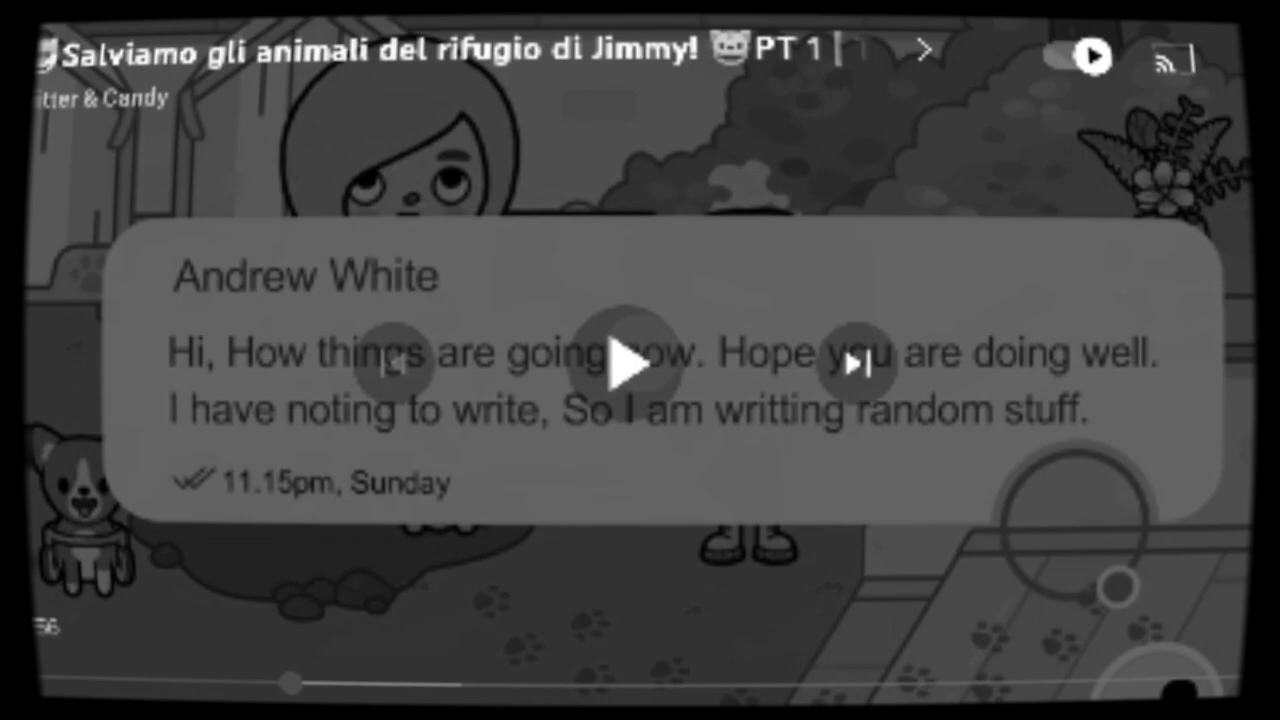 Salviamo gli animali del rifugio di Jimmy! PT 1
itter & Candy
Andrew White
Hi, How things are going now. Hope you are doing well.
I have noting to write, So I am writting random stuff.
11.15pm, Sunday
56